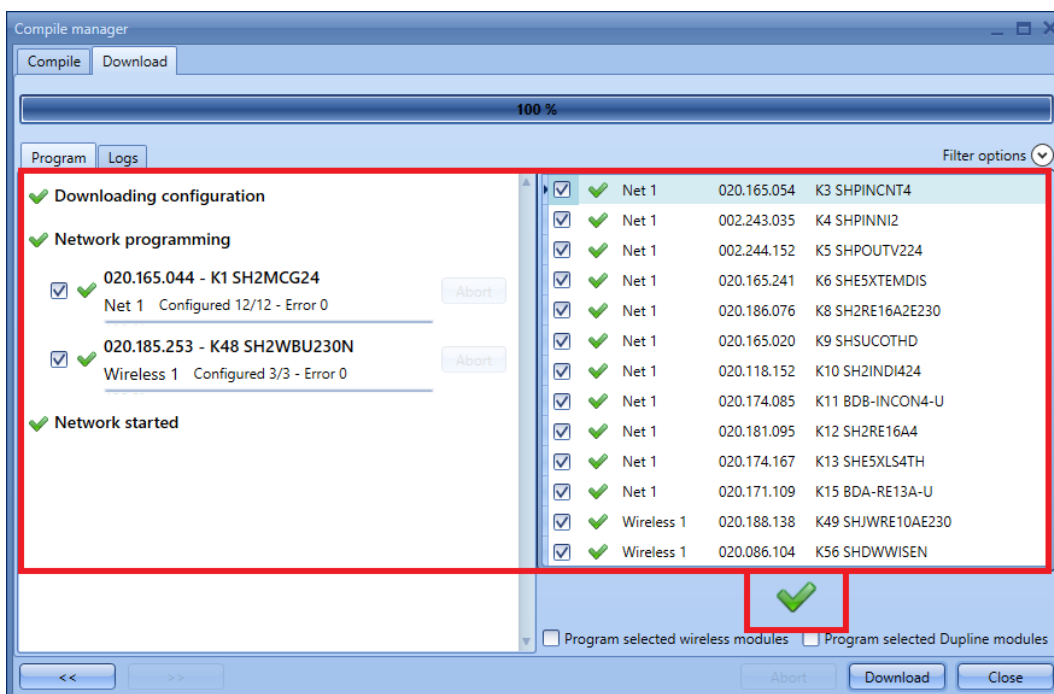 Compile manager
Compile Download
100 %
Program Logs
Filter options
Downloading configuration
Network programming
020.165.044 - K1 SH2MCG24
Net 1 Configured 12/12 - Error 0
Abort
020.185.253 - K48 SH2WBU230N
Wireless 1 Configured 3/3 - Error 0
Abort
Network started
Net 1 020.165.054 K3 SHPINCNT4
Net 1 002.243.035 K4 SHPINNI2
Net 1 002.244.152 K5 SHPOUTV224
Net 1 020.165.241 K6 SHE5XTEMDIS
Net 1 020.186.076 K8 SH2RE16A2E230
Net 1 020.165.020 K9 SHSUCOTHD
Net 1 020.118.152 K10 SH2INDI424
Net 1 020.174.085 K11 BDB-INCON4-U
Net 1 020.181.095 K12 SH2RE16A4
Net 1 020.174.167 K13 SHE5XLS4TH
Net 1 020.171.109 K15 BDA-RE13A-U
Wireless 1 020.188.138 K49 SHJWRE10AE230
Wireless 1 020.086.104 K56 SHDWWISEN
Program selected wireless modules Program selected Dupline modules
<< >> Abort Download Close